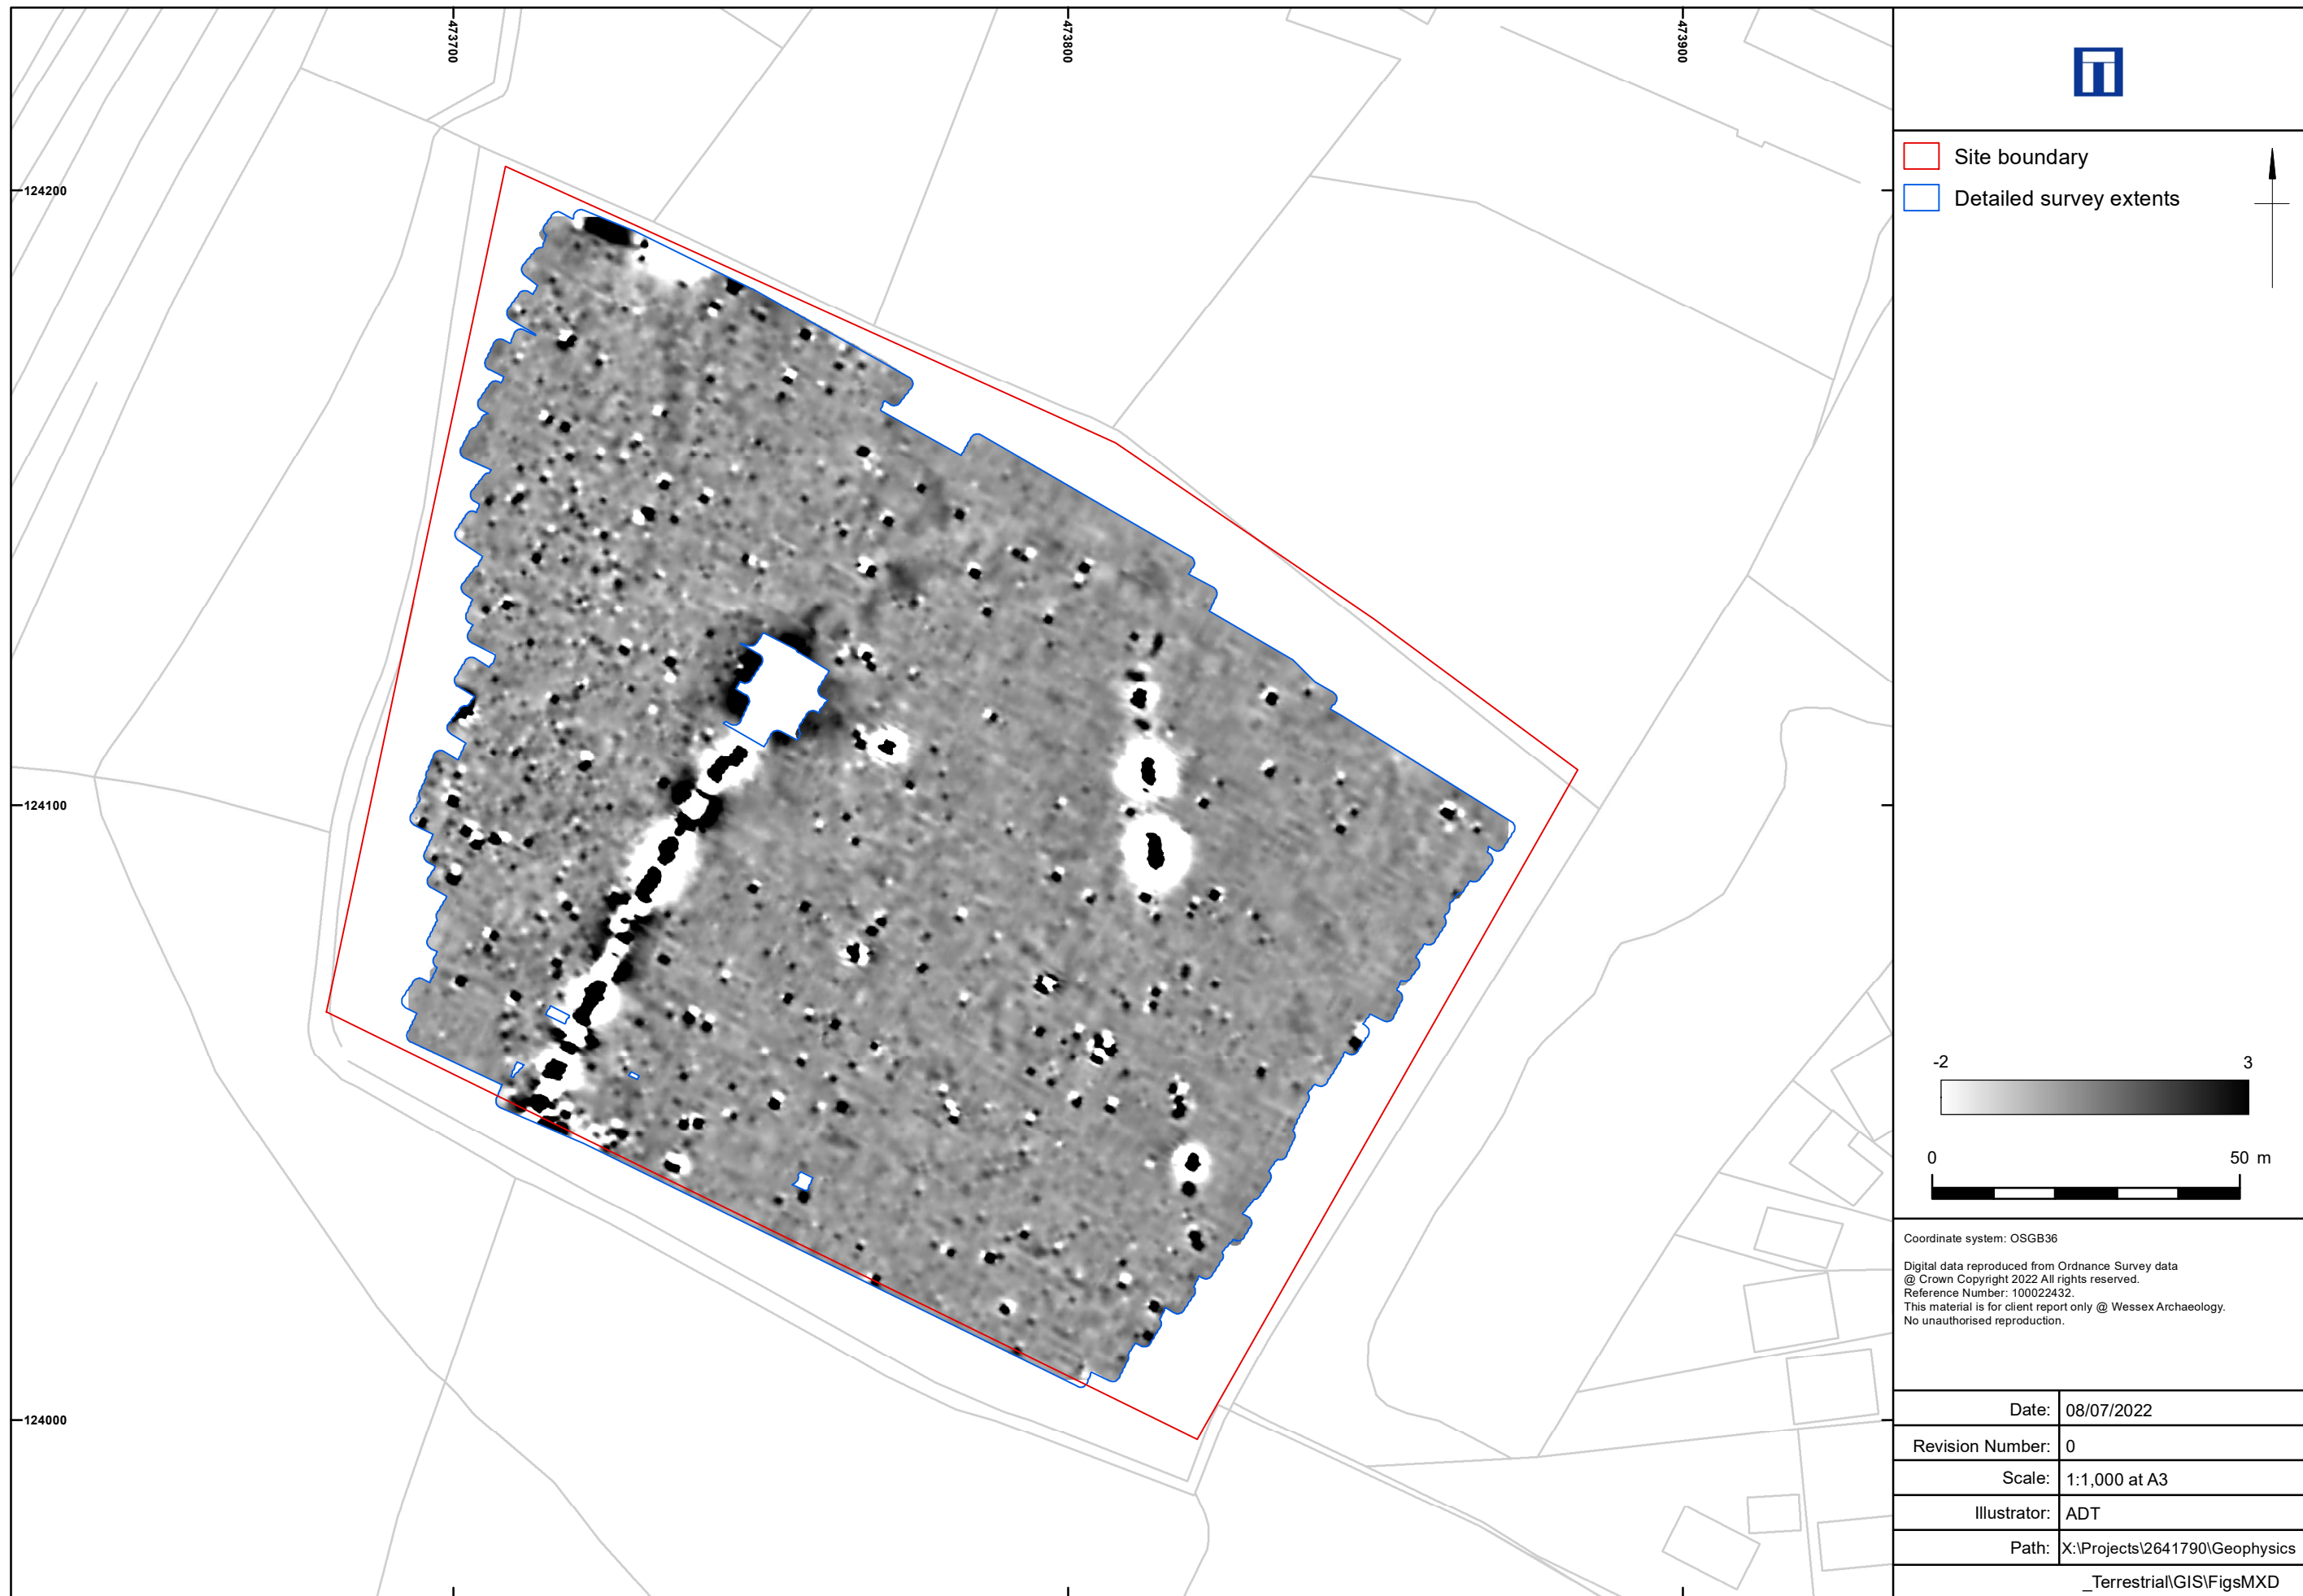 473700
473800
473900
124200
124100
124000
Site boundary
Detailed survey extents
-2 3
0 50 m
Coordinate system: OSGB36
Digital data reproduced from Ordnance Survey data
@ Crown Copyright 2022 All rights reserved.
Reference Number: 100022432.
This material is for client report only @ Wessex Archaeology.
No unauthorised reproduction.
Date: 08/07/2022
Revision Number: 0
Scale: 1:1,000 at A3
Illustrator: ADT
Path: X:\Projects\2641790\Geophysics
_Terrestrial\GIS\FigsMXD